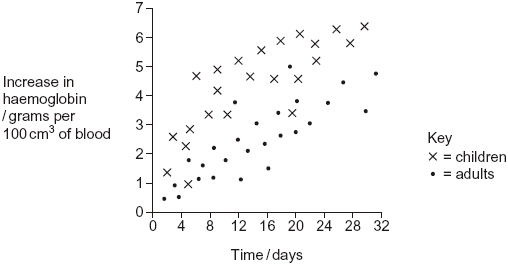 7
6
5
4
3
2
1
0
Increase in
haemoglobin
/grams per
100 cm³ of blood
0 4 8 12 16 20 24 28 32
Time/days
Key
× = children
• = adults